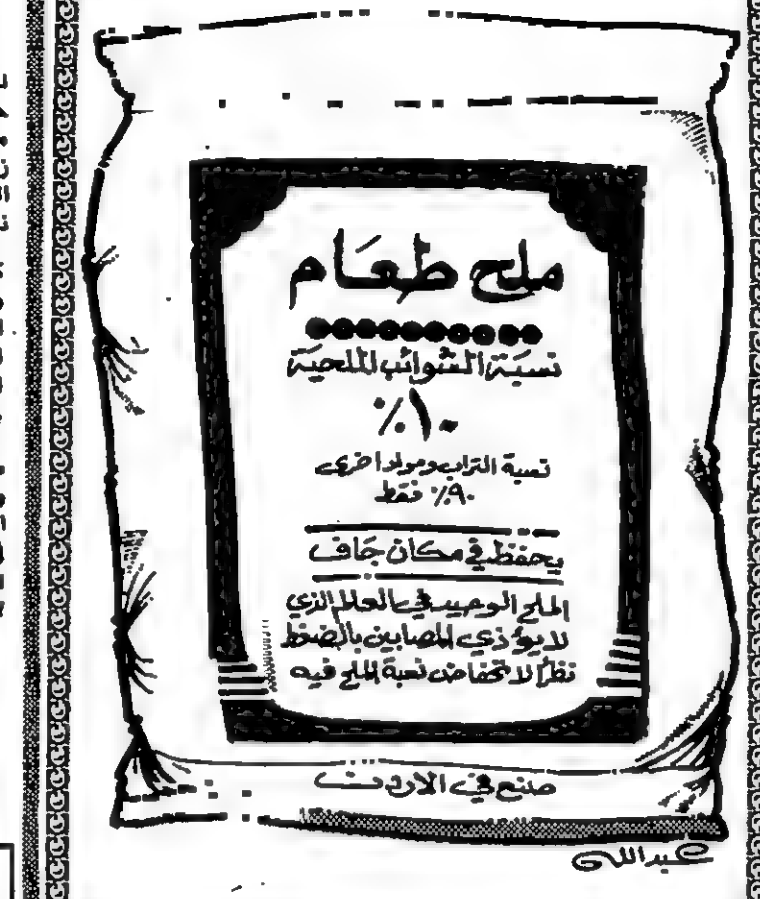 ملح طعام
نسبة الشوائب الملحية
١٠٪
نسبة التراب ومواد اخرى
٩٠٪ فقط
يحفظ في مكان جاف
الملح الوحيد في العالم الذي
لا يؤذي المصابين بالضغط
نظراً لانخفاض نسبة الملح فيه
صنع في الاردن